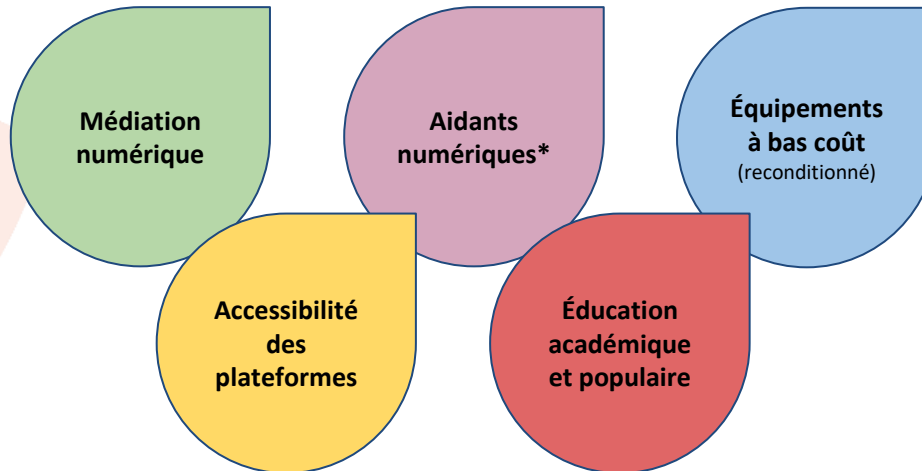 Médiation
numérique
Aidants
numériques*
Équipements
à bas coût
(reconditionné)
Accessibilité
des
plateformes
Éducation
académique
et populaire